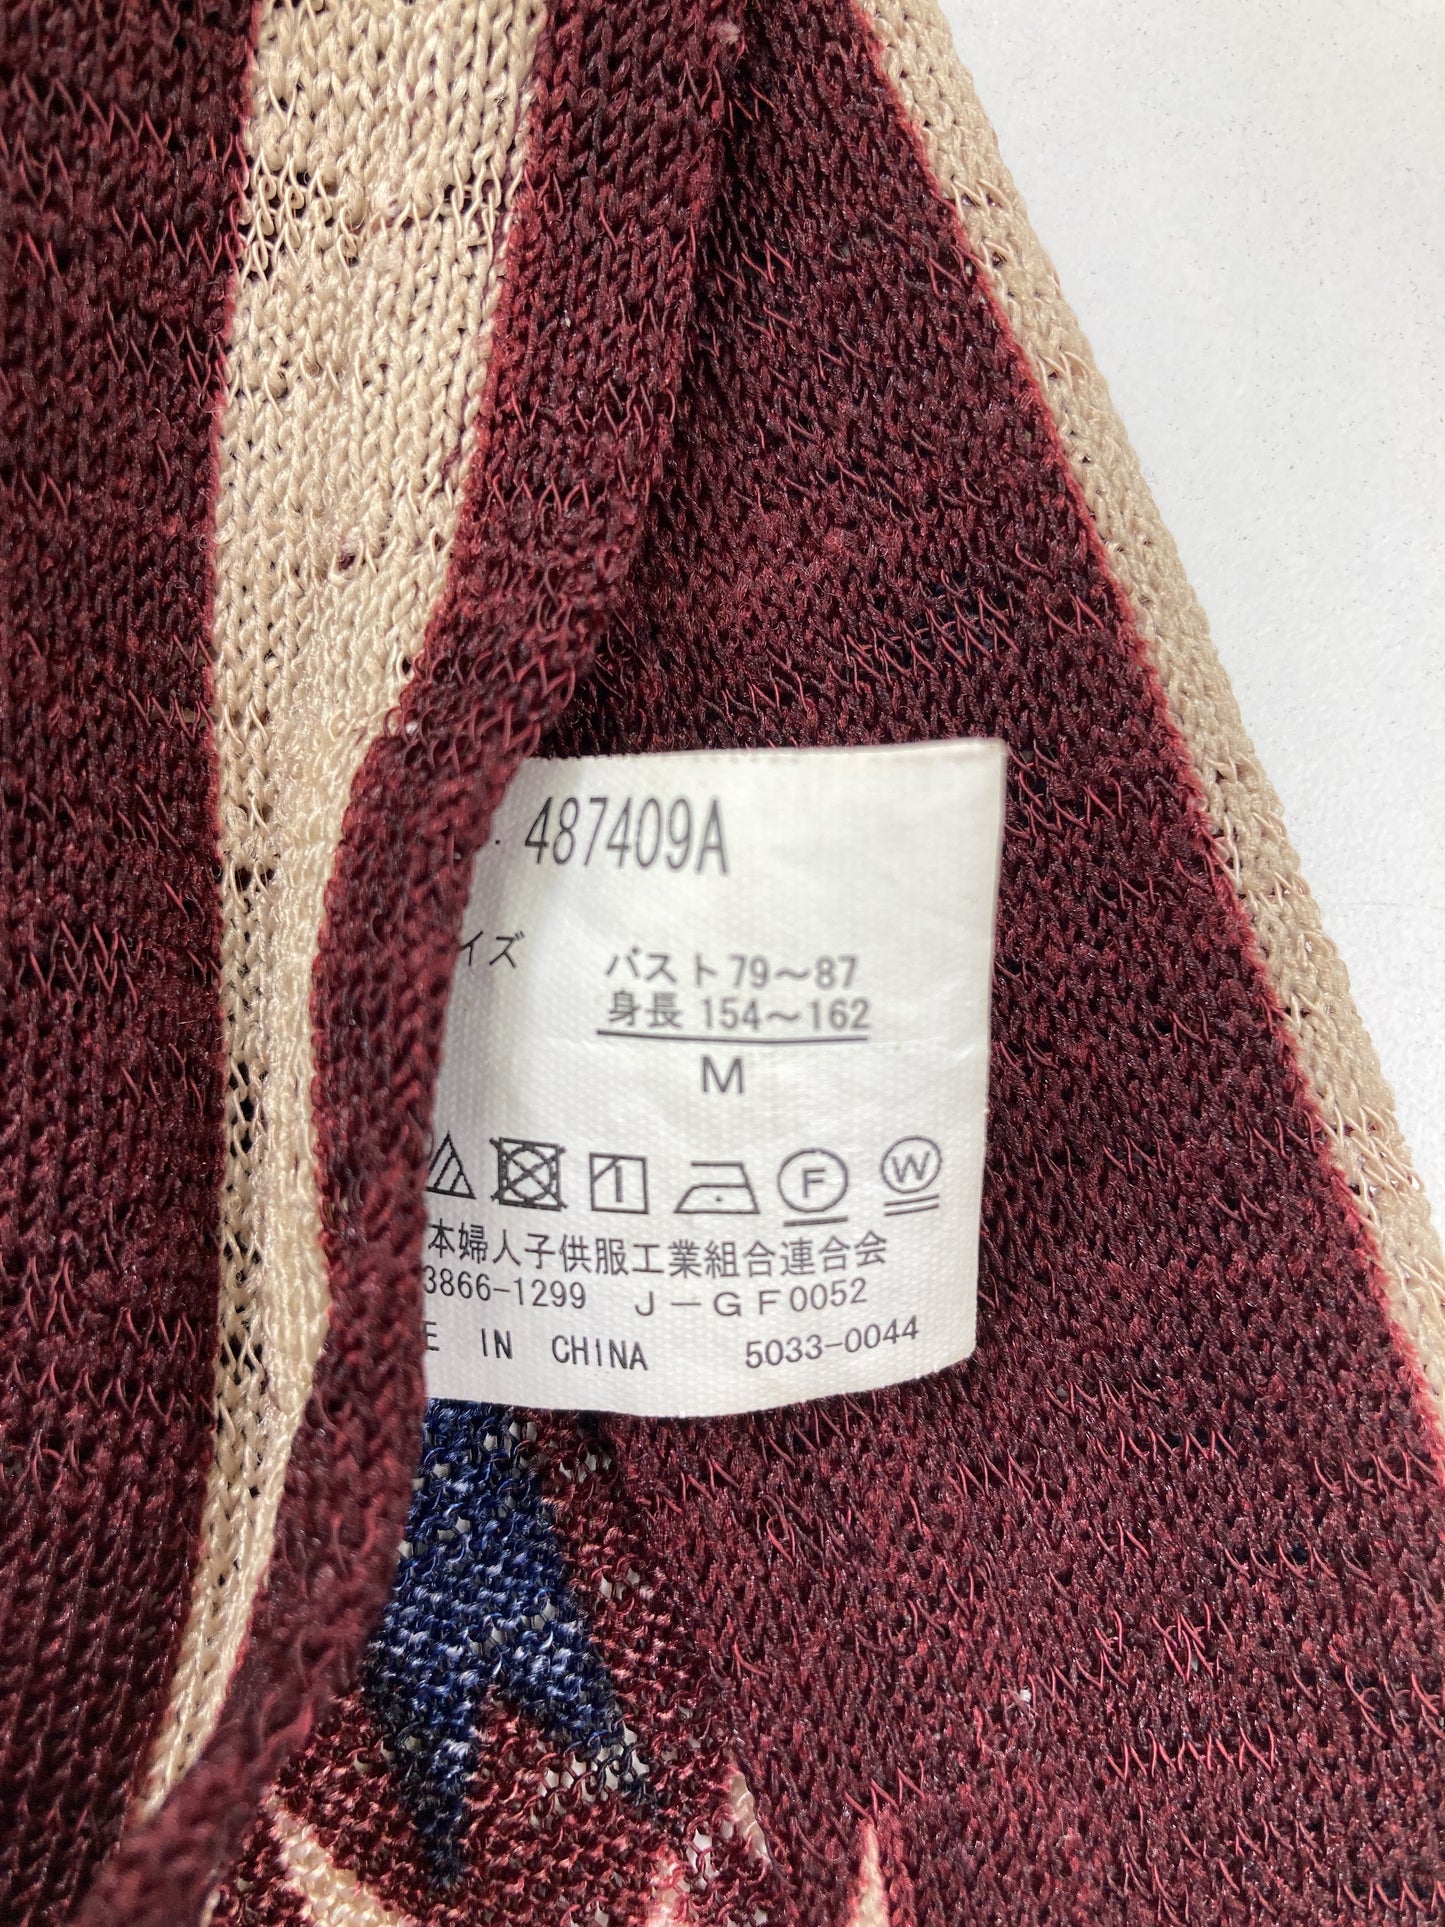 487409A
イズ
バスト79〜87
身長 154〜162
M
F W
本婦人子供服工業組合連合会
3866-1299 J-GF0052
E IN CHINA 5033-0044